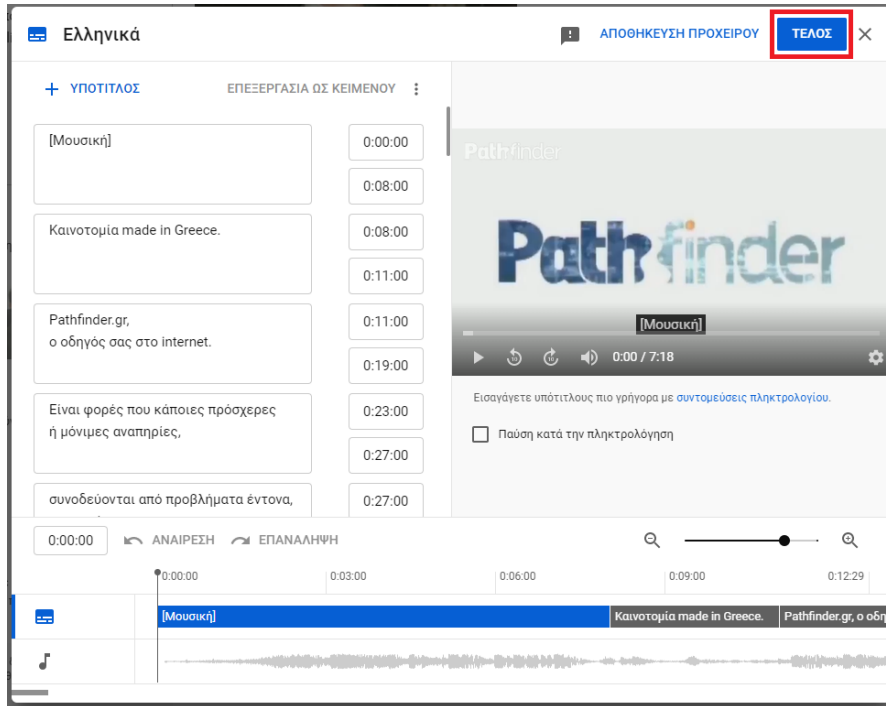 Ελληνικά
ΑΠΟΘΗΚΕΥΣΗ ΠΡΟΧΕΙΡΟΥ
ΤΕΛΟΣ
+ ΥΠΟΤΙΤΛΟΣ
ΕΠΕΞΕΡΓΑΣΙΑ ΩΣ ΚΕΙΜΕΝΟΥ
[Μουσική]
0:00:00
0:08:00
Καινοτομία made in Greece.
0:08:00
0:11:00
Pathfinder.gr,
ο οδηγός σας στο internet.
0:11:00
0:19:00
Είναι φορές που κάποιες πρόσχερες
ή μόνιμες αναπηρίες,
0:23:00
0:27:00
συνοδεύονται από προβλήματα έντονα,
0:27:00
Pathfinder
Pathfinder
[Μουσική]
0:00 / 7:18
Εισαγάγετε υπότιτλους πιο γρήγορα με συντομεύσεις πληκτρολογίου.
Παύση κατά την πληκτρολόγηση
0:00:00
ΑΝΑΙΡΕΣΗ
ΕΠΑΝΑΛΗΨΗ
0:00:00
0:03:00
0:06:00
0:09:00
0:12:29
[Μουσική]
Καινοτομία made in Greece.
Pathfinder.gr, ο οδη